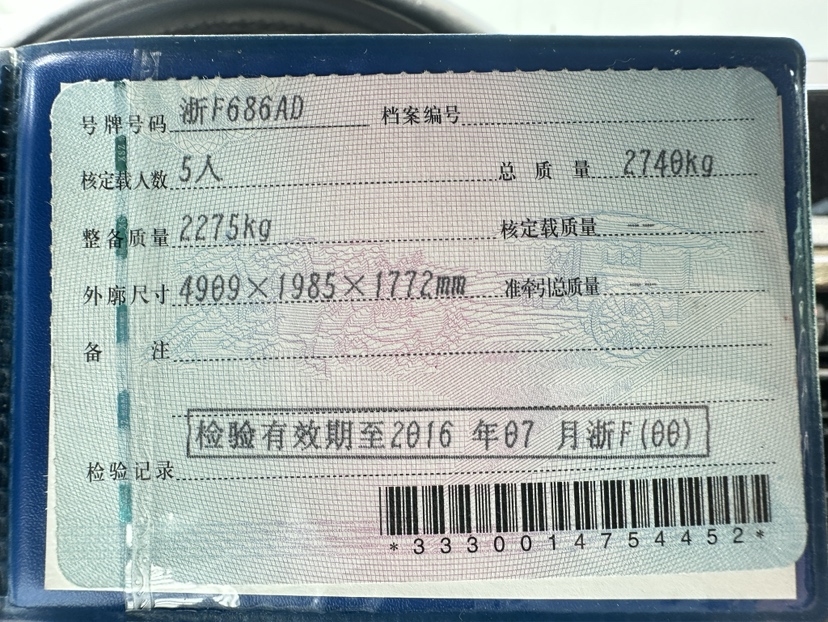 号牌号码 浙F686AD 档案编号
核定载人数 5人 总质量 2740kg
整备质量 2275kg 核定载质量 -- --
外廓尺寸 4909×1985×1772mm 准牵引总质量 -- --
备注
检验有效期至2016 年07 月浙F(00)
检验记录
*3330014754452*